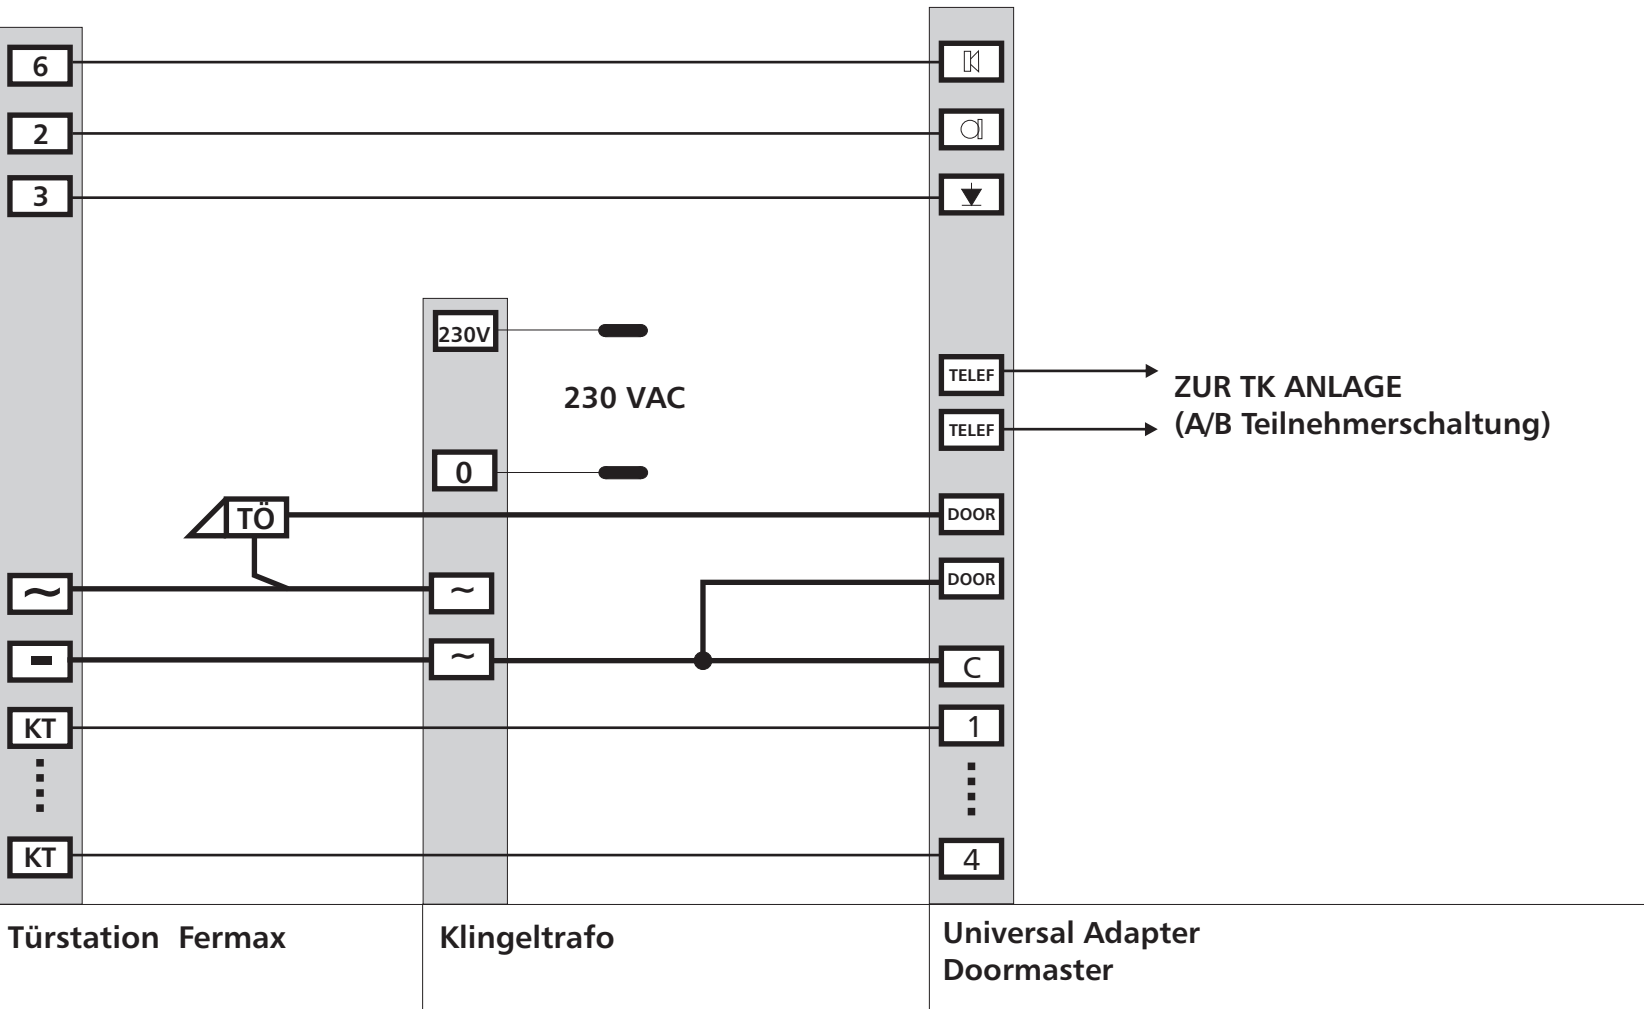 6
2
3
230V
230 VAC
TELEF
ZUR TK ANLAGE
TELEF
(A/B Teilnehmerschaltung)
0
TÖ
DOOR
~
~
DOOR
-
~
C
KT
1
KT
4
Türstation Fermax
Klingeltrafo
Universal Adapter
Doormaster